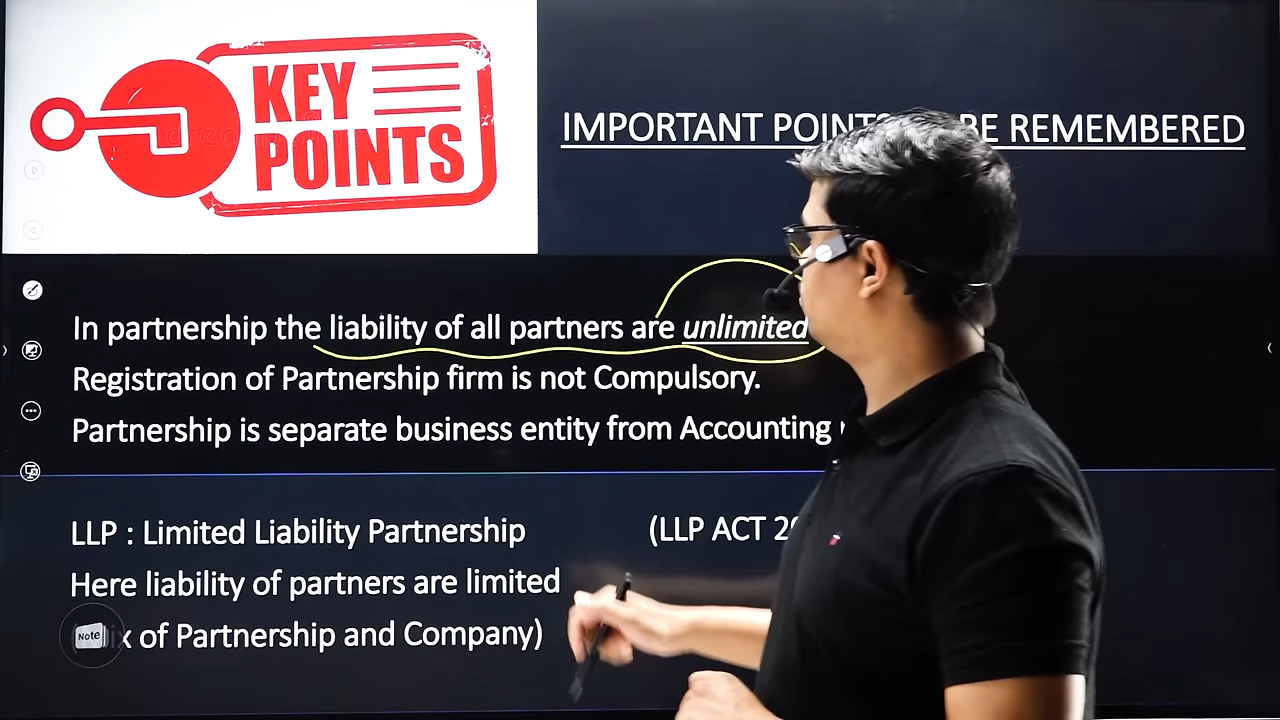 KEY
POINTS
IMPORTANT POINTS BE REMEMBERED
In partnership the liability of all partners are unlimited
Registration of Partnership firm is not Compulsory.
Partnership is separate business entity from Accounting
LLP : Limited Liability Partnership (LLP ACT
Here liability of partners are limited
Note
of Partnership and Company)